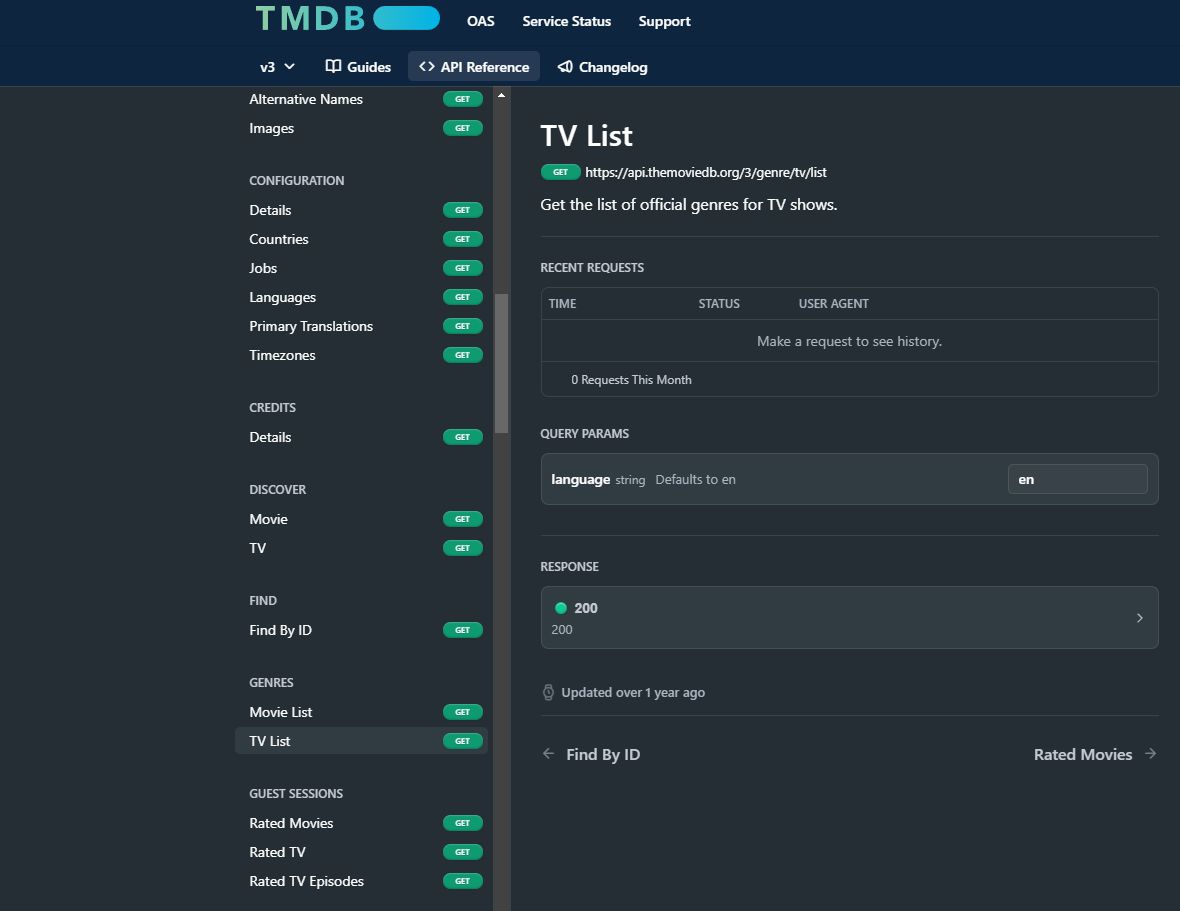 TMDB
OAS
Service Status
Support
v3
Guides
API Reference
Changelog
Alternative Names GET
Images GET
CONFIGURATION
Details GET
Countries GET
Jobs GET
Languages GET
Primary Translations GET
Timezones GET
CREDITS
Details GET
DISCOVER
Movie GET
TV GET
FIND
Find By ID GET
GENRES
Movie List GET
TV List GET
GUEST SESSIONS
Rated Movies GET
Rated TV GET
Rated TV Episodes GET
TV List
GET https://api.themoviedb.org/3/genre/tv/list
Get the list of official genres for TV shows.
RECENT REQUESTS
TIME STATUS USER AGENT
Make a request to see history.
0 Requests This Month
QUERY PARAMS
language string Defaults to en en
RESPONSE
200
200
Updated over 1 year ago
Find By ID
Rated Movies